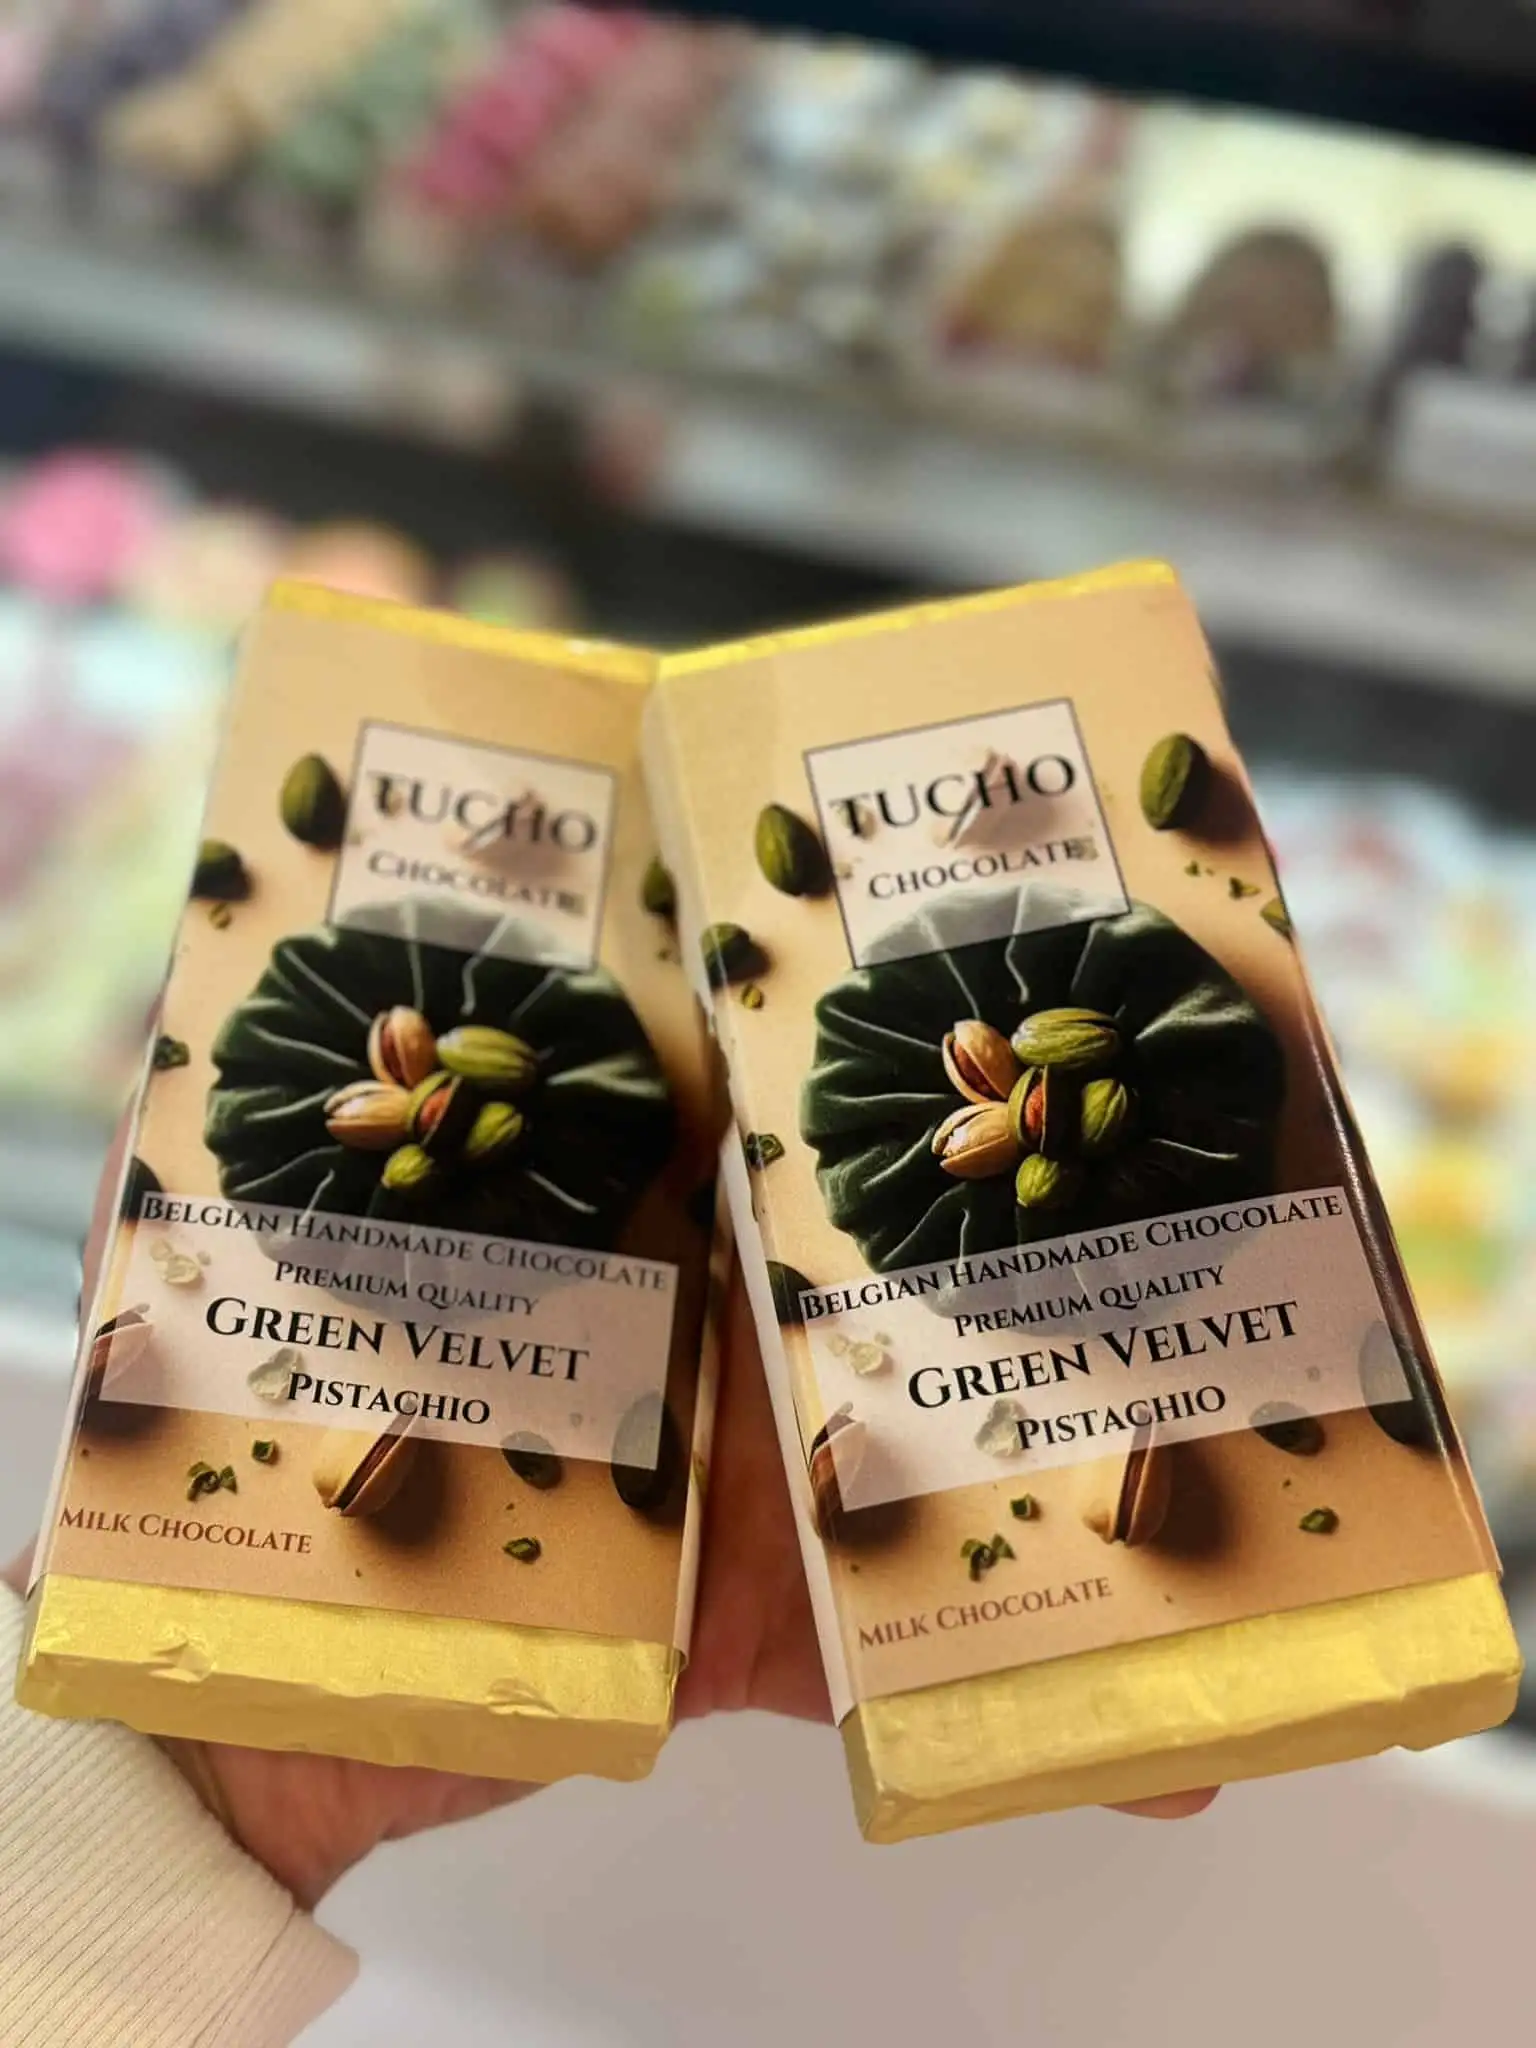 TUCHO
CHOCOLATE
BELGIAN HANDMADE CHOCOLATE
PREMIUM QUALITY
GREEN VELVET
PISTACHIO
MILK CHOCOLATE
TUCHO
CHOCOLATE
BELGIAN HANDMADE CHOCOLATE
PREMIUM QUALITY
GREEN VELVET
PISTACHIO
MILK CHOCOLATE